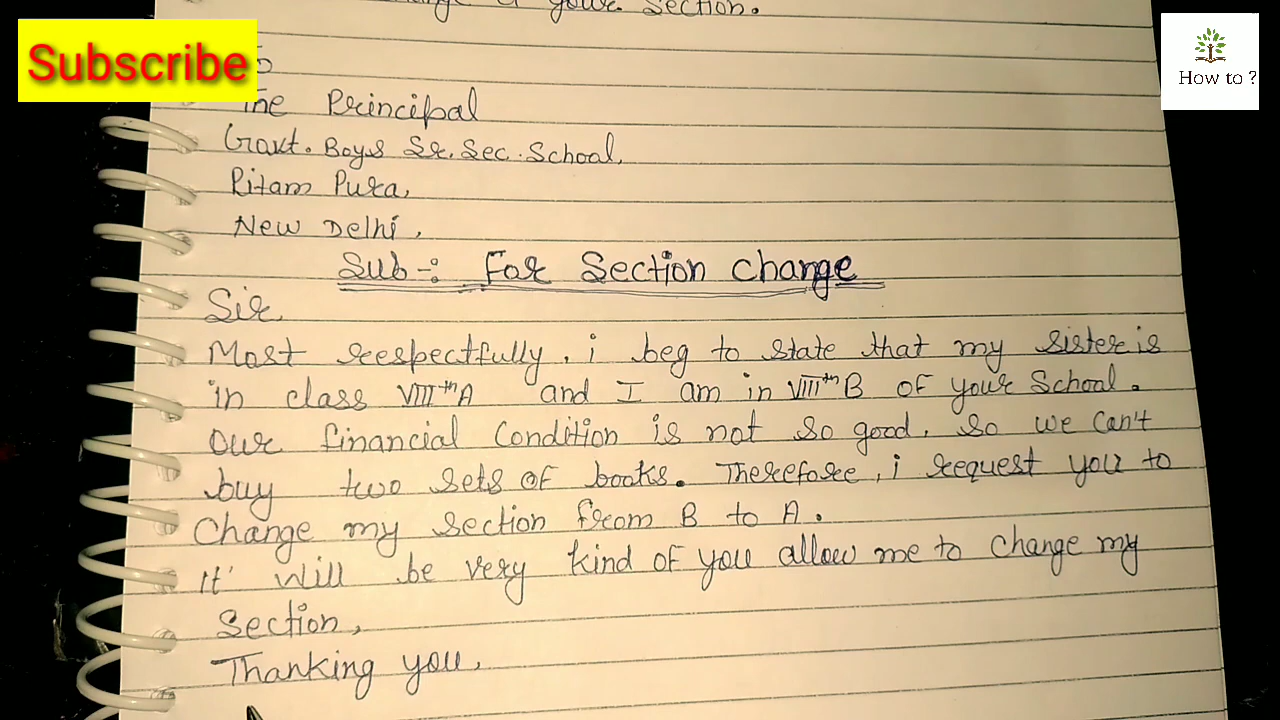 Change of your Section.
Subscribe
How to ?
The Principal
Govt. Boys Sr. Sec. School,
Pitam Pura,
New Delhi,
Sub-: For Section Change
Sir
Most respectfully, i beg to state that my sister is
in class VIIIth A and I am in VIIIth B of your School.
Our financial Condition is not so good, so we Can't
buy two sets of books. Therefore, i request you to
Change my section from B to A.
It will be very kind of you allow me to change my
Section,
Thanking you,